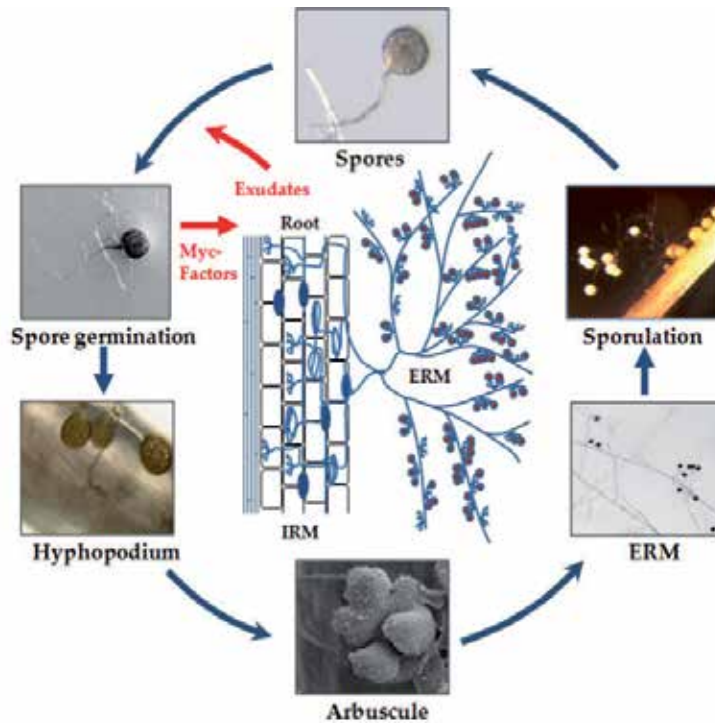 Spores
Exudates
Root
Myc-
Factors
Spore germination
Sporulation
ERM
Hyphopodium
IRM
ERM
Arbuscule